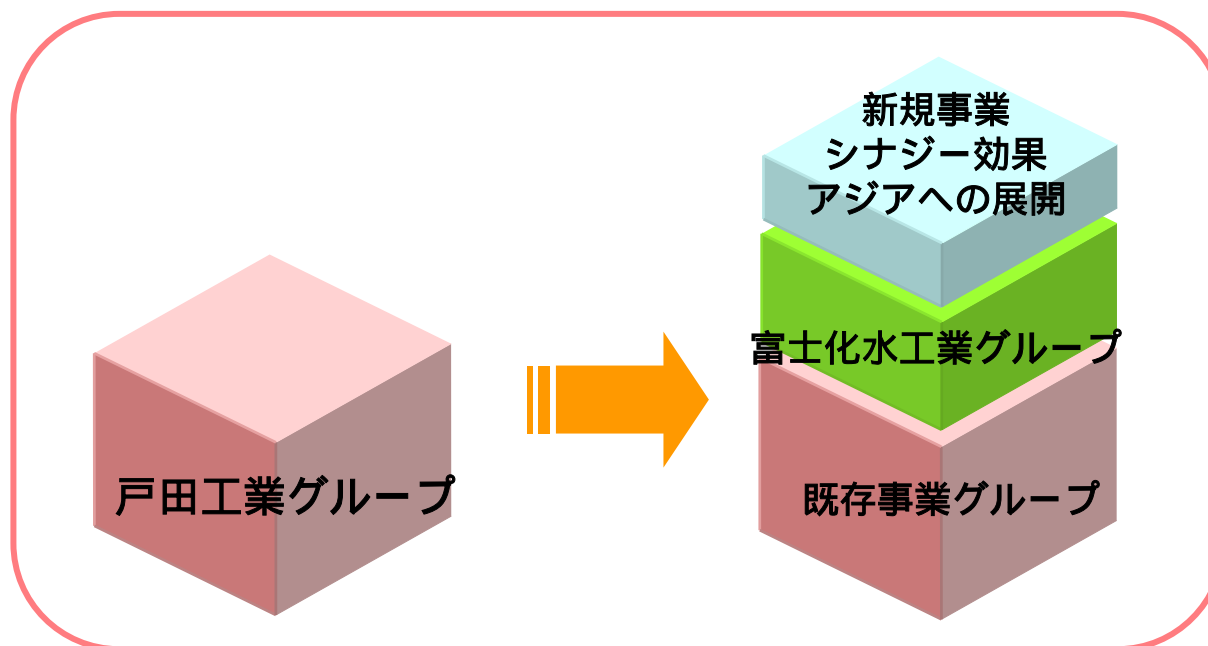 戸田工業グループ
新規事業
シナジー効果
アジアへの展開
富士化水工業グループ
既存事業グループ